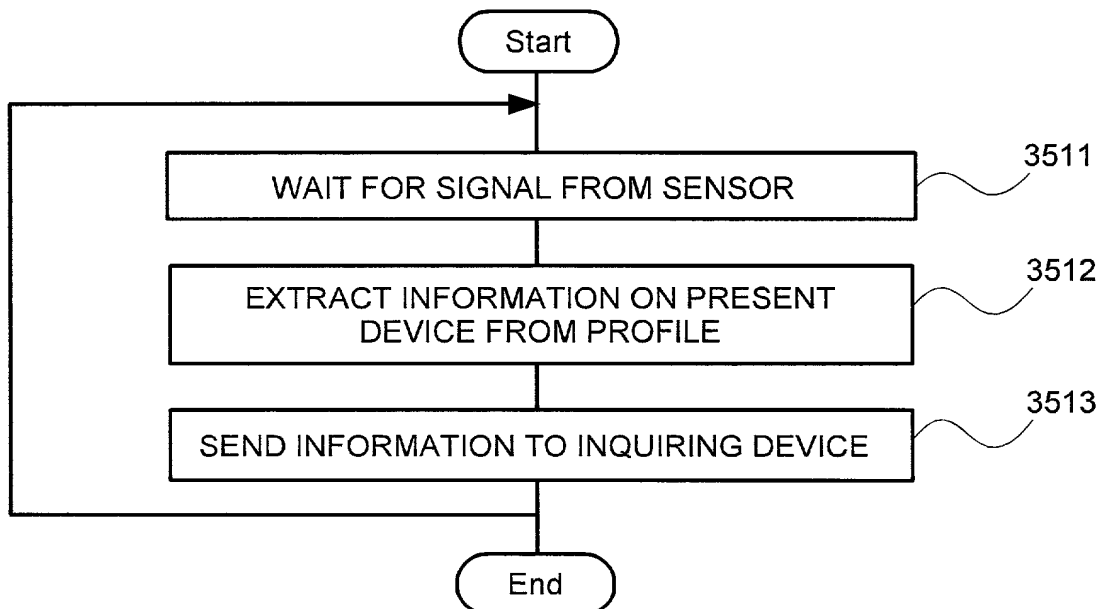 Start
WAIT FOR SIGNAL FROM SENSOR
3511
EXTRACT INFORMATION ON PRESENT
DEVICE FROM PROFILE
3512
SEND INFORMATION TO INQUIRING DEVICE
3513
End